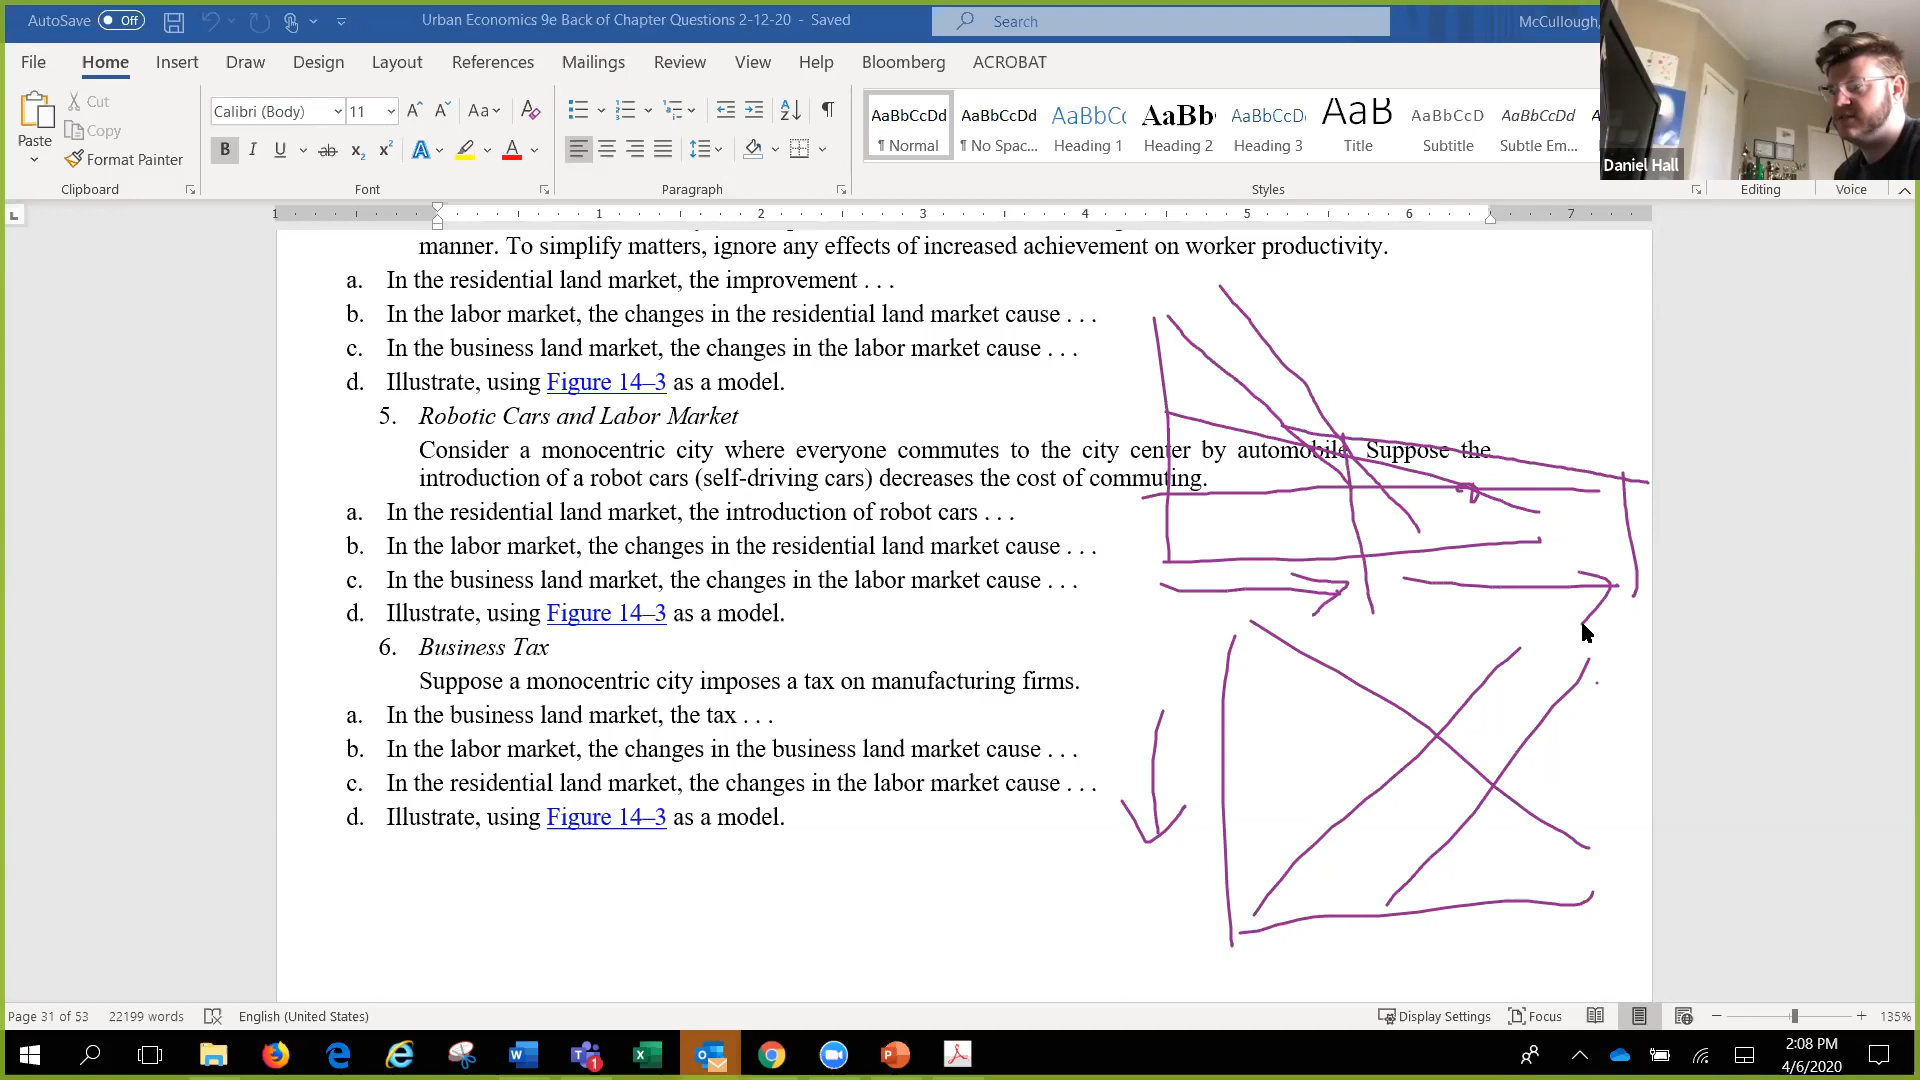 AutoSave Off Urban Economics 9e Back of Chapter Questions 2-12-20 - Saved Search McCullough,
File Home Insert Draw Design Layout References Mailings Review View Help Bloomberg ACROBAT
Paste Cut Copy Format Painter
Calibri (Body) 11 Aa
AaBbCcDd AaBbCcDd AaBbCc AaBb AaBbCcD AaB AaBbCcD AaBbCcDd
¶ Normal ¶ No Spac... Heading 1 Heading 2 Heading 3 Title Subtitle Subtle Em...
Daniel Hall
Clipboard Font Paragraph Styles Editing Voice
1 1 2 3 4 5 6 7
manner. To simplify matters, ignore any effects of increased achievement on worker productivity.
a. In the residential land market, the improvement . . .
b. In the labor market, the changes in the residential land market cause . . .
c. In the business land market, the changes in the labor market cause . . .
d. Illustrate, using Figure 14–3 as a model.
5. Robotic Cars and Labor Market
Consider a monocentric city where everyone commutes to the city center by automobile. Suppose the
introduction of a robot cars (self-driving cars) decreases the cost of commuting.
a. In the residential land market, the introduction of robot cars . . .
b. In the labor market, the changes in the residential land market cause . . .
c. In the business land market, the changes in the labor market cause . . .
d. Illustrate, using Figure 14–3 as a model.
6. Business Tax
Suppose a monocentric city imposes a tax on manufacturing firms.
a. In the business land market, the tax . . .
b. In the labor market, the changes in the business land market cause . . .
c. In the residential land market, the changes in the labor market cause . . .
d. Illustrate, using Figure 14–3 as a model.
Page 31 of 53 22199 words English (United States) Display Settings Focus 135%
2:08 PM
4/6/2020